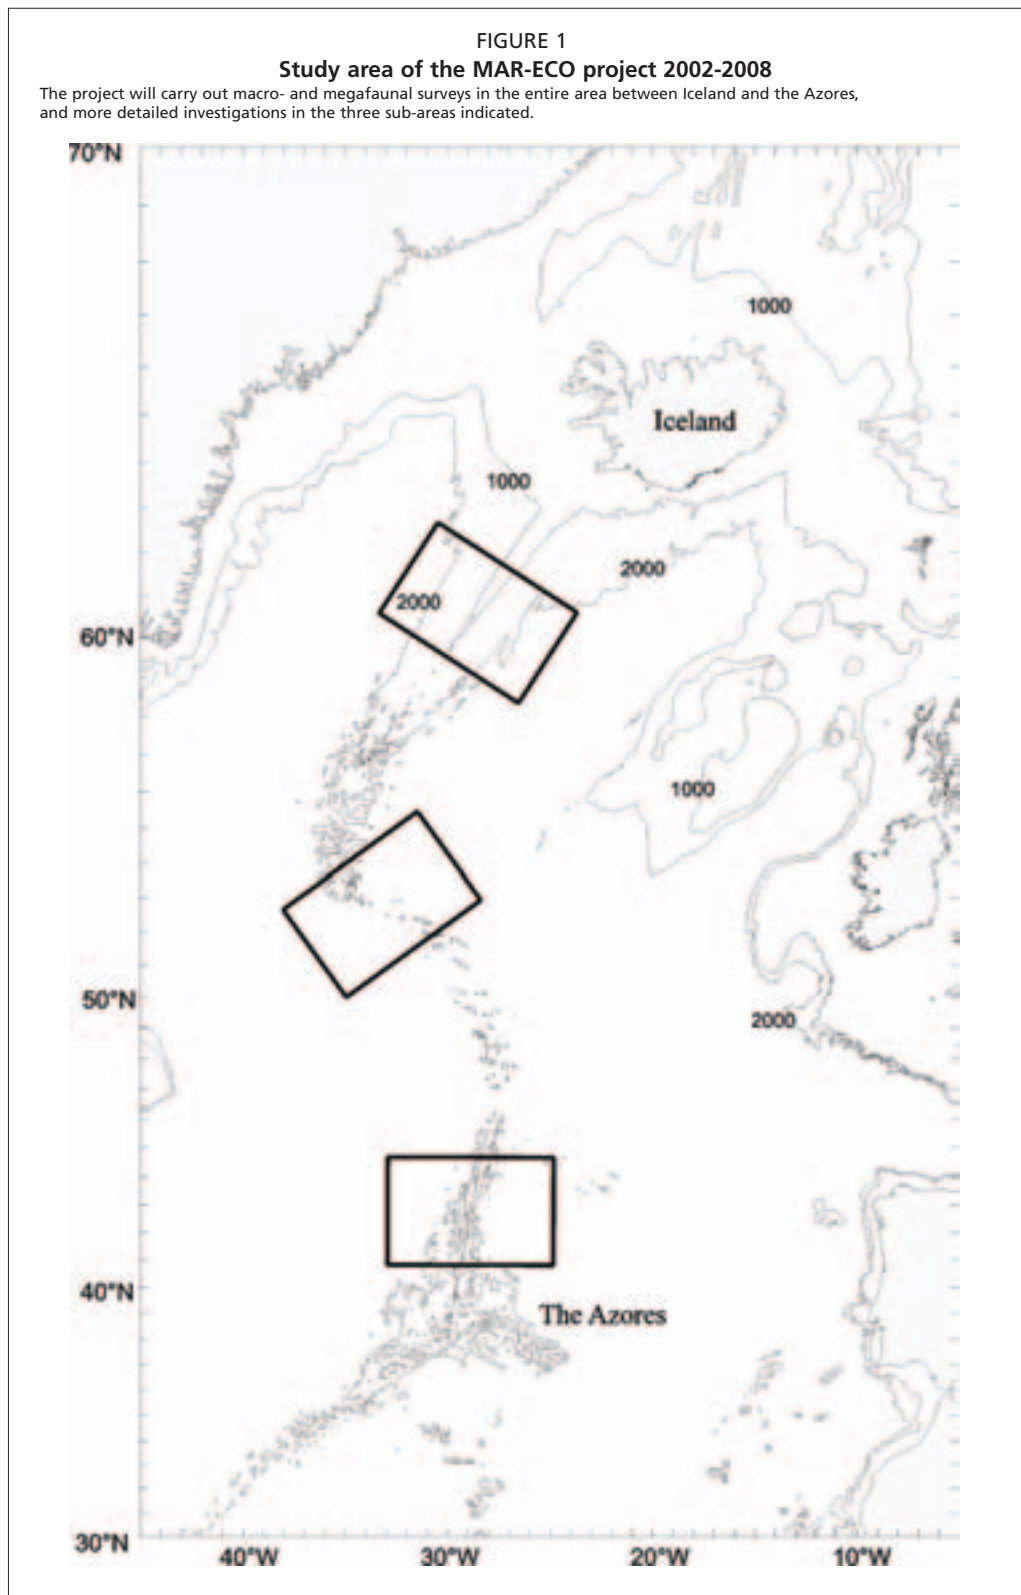 FIGURE 1
Study area of the MAR-ECO project 2002-2008
The project will carry out macro- and megafaunal surveys in the entire area between Iceland and the Azores,
and more detailed investigations in the three sub-areas indicated.
70°N
1000
Iceland
1000
2000
2000
60°N
1000
50°N
2000
40°N
The Azores
30°N
40°W 30°W 20°W 10°W